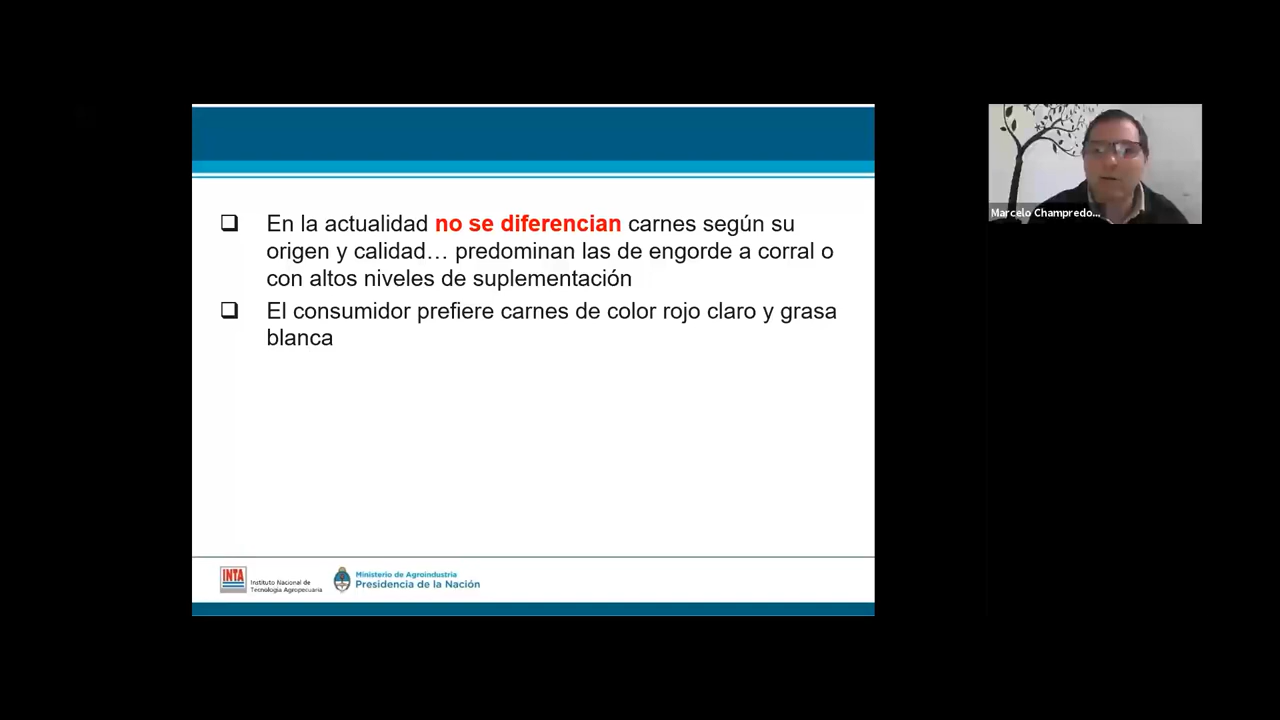 ❑ En la actualidad no se diferencian carnes según su
origen y calidad… predominan las de engorde a corral o
con altos niveles de suplementación
❑ El consumidor prefiere carnes de color rojo claro y grasa
blanca
INTA
Instituto Nacional de
Tecnología Agropecuaria
Ministerio de Agroindustria
Presidencia de la Nación
Marcelo Champredo...